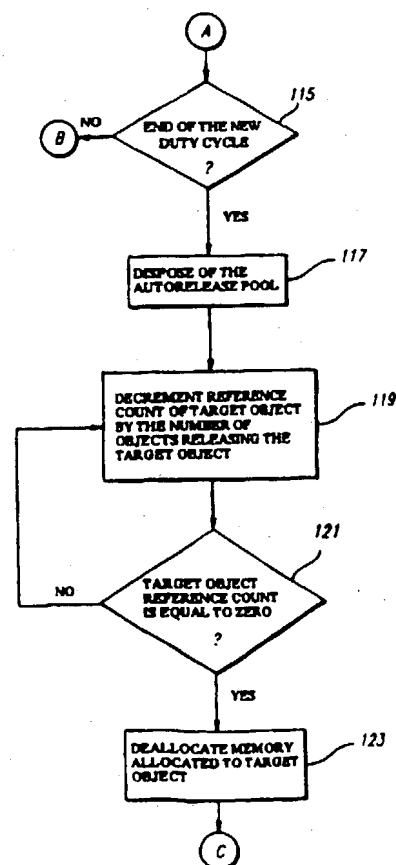 A
115
END OF THE NEW
DUTY CYCLE
?
NO
B
YES
117
DISPOSE OF THE
AUTORELEASE POOL
119
DECREMENT REFERENCE
COUNT OF TARGET OBJECT
BY THE NUMBER OF
OBJECTS RELEASING THE
TARGET OBJECT
121
TARGET OBJECT
REFERENCE COUNT
IS EQUAL TO ZERO
?
NO
YES
123
DEALLOCATE MEMORY
ALLOCATED TO TARGET
OBJECT
C